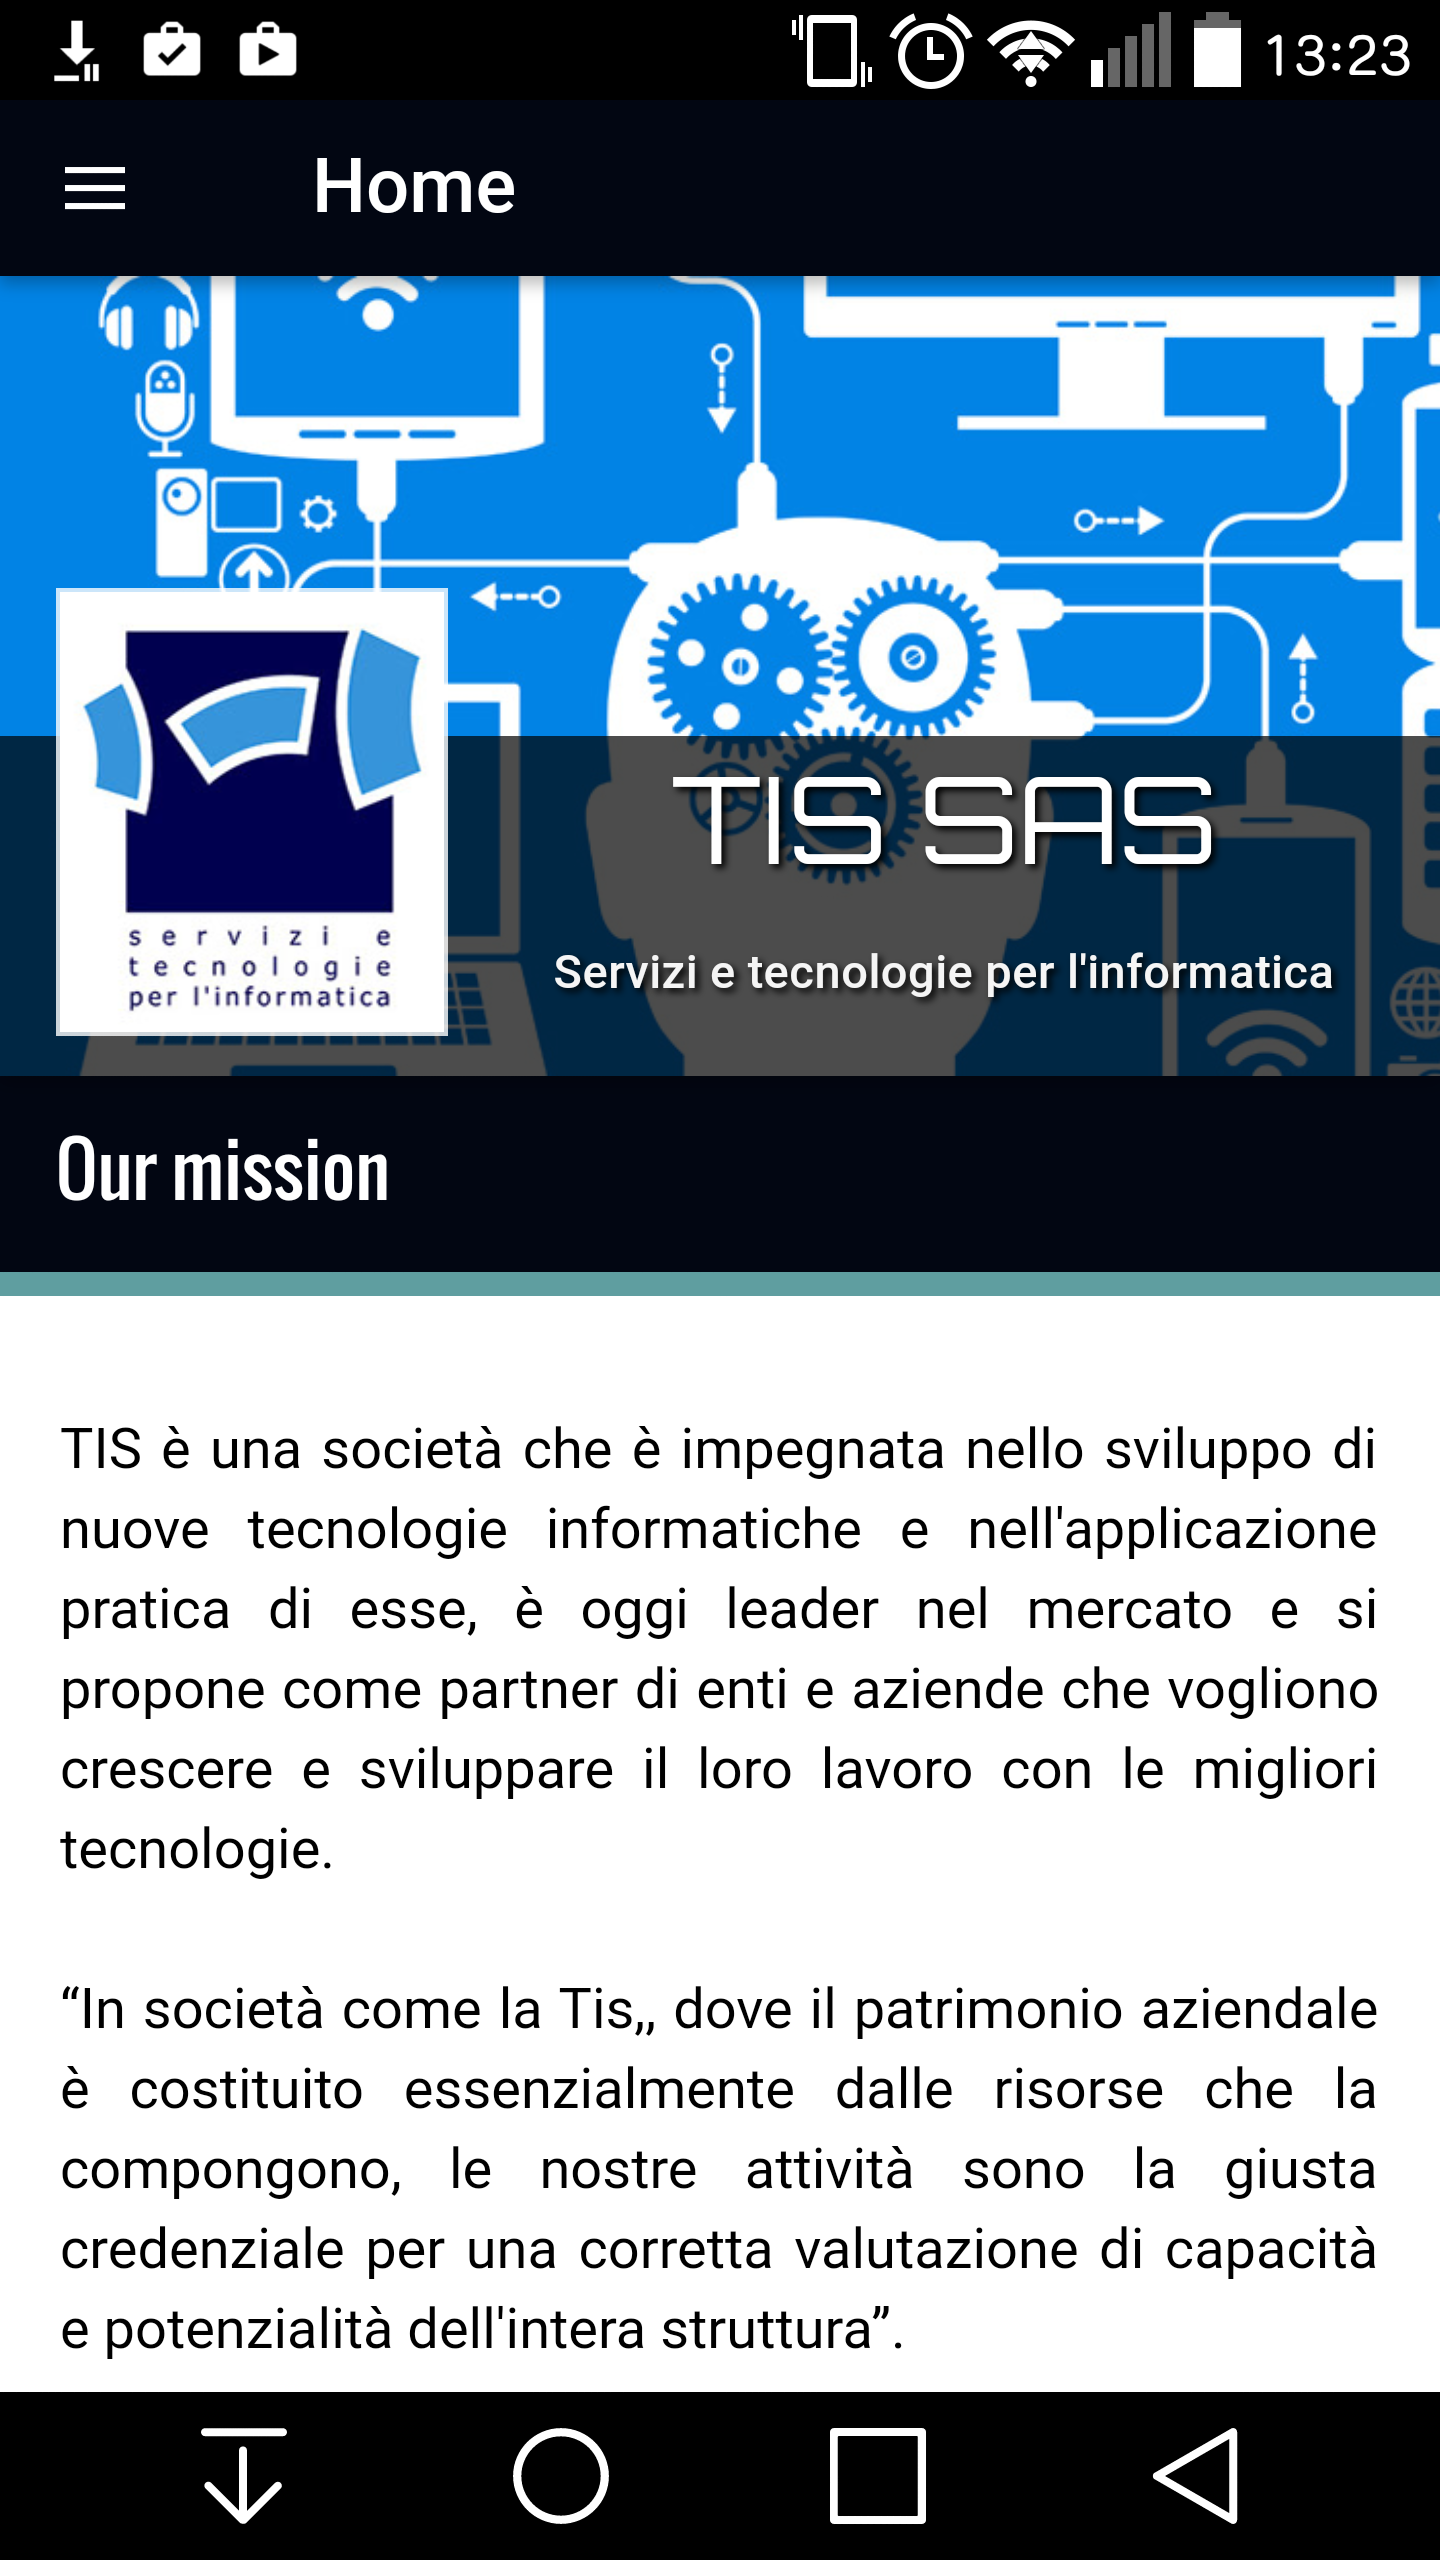 13:23
Home
TIS SAS
servizi e
tecnologie
per l'informatica
Servizi e tecnologie per l'informatica
Our mission
TIS è una società che è impegnata nello sviluppo di
nuove tecnologie informatiche e nell'applicazione
pratica di esse, è oggi leader nel mercato e si
propone come partner di enti e aziende che vogliono
crescere e sviluppare il loro lavoro con le migliori
tecnologie.
“In società come la Tis,, dove il patrimonio aziendale
è costituito essenzialmente dalle risorse che la
compongono, le nostre attività sono la giusta
credenziale per una corretta valutazione di capacità
e potenzialità dell'intera struttura”.